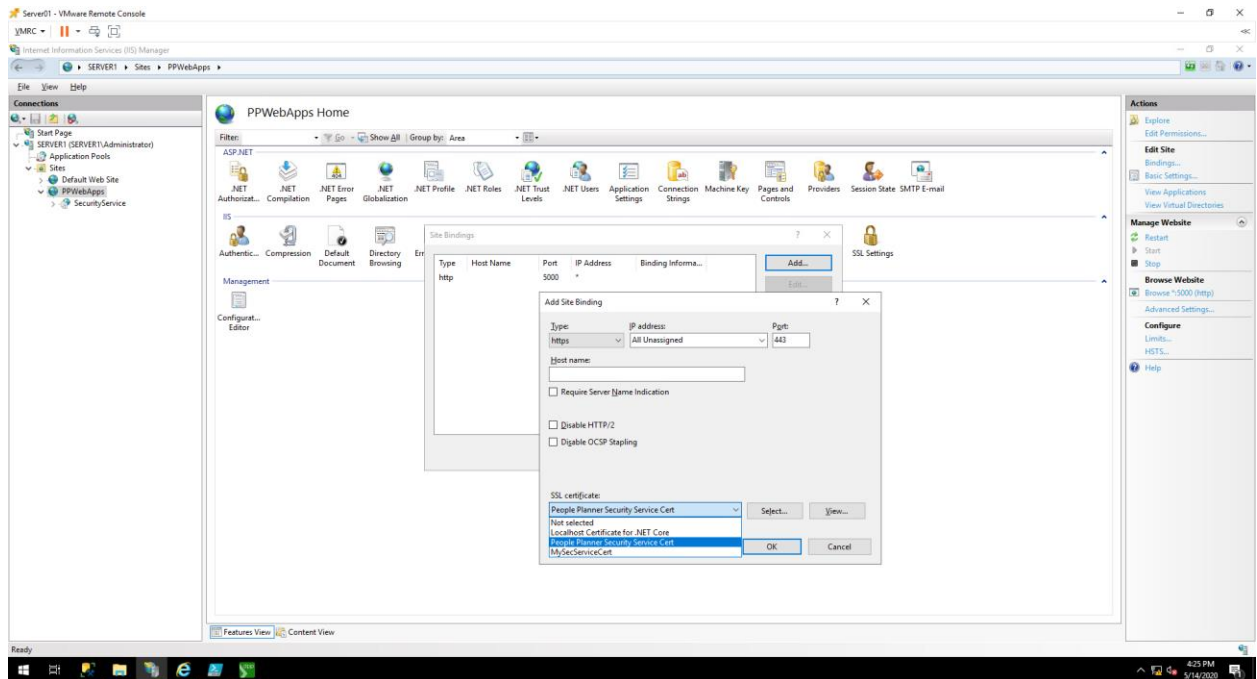 Server01 - VMware Remote Console
VMRC
Internet Information Services (IIS) Manager
SERVER1 Sites PPWebApps
File View Help
Connections
Start Page
SERVER1 (SERVER1\Administrator)
Application Pools
Sites
Default Web Site
PPWebApps
SecurityService
PPWebApps Home
Filter: Go Show All Group by: Area
ASP.NET
.NET Authorizat...
.NET Compilation
.NET Error Pages
.NET Globalization
.NET Profile
.NET Roles
.NET Trust Levels
.NET Users
Application Settings
Connection Strings
Machine Key
Pages and Controls
Providers
Session State
SMTP E-mail
IIS
Authentic...
Compression
Default Document
Directory Browsing
Err
SSL Settings
Management
Configurat... Editor
Site Bindings ?
Type Host Name Port IP Address Binding Informa...
http 5000 *
Add...
Edit...
Add Site Binding ?
Type: IP address: Port:
https All Unassigned 443
Host name:
Require Server Name Indication
Disable HTTP/2
Disable OCSP Stapling
SSL certificate:
People Planner Security Service Cert Select... View...
Not selected
Localhost Certificate for .NET Core
People Planner Security Service Cert
MySecServiceCert
OK Cancel
Features View Content View
Ready
Actions
Explore
Edit Permissions...
Edit Site
Bindings...
Basic Settings...
View Applications
View Virtual Directories
Manage Website
Restart
Start
Stop
Browse Website
Browse *:5000 (http)
Advanced Settings...
Configure
Limits...
HSTS...
Help
4:25 PM
5/14/2020